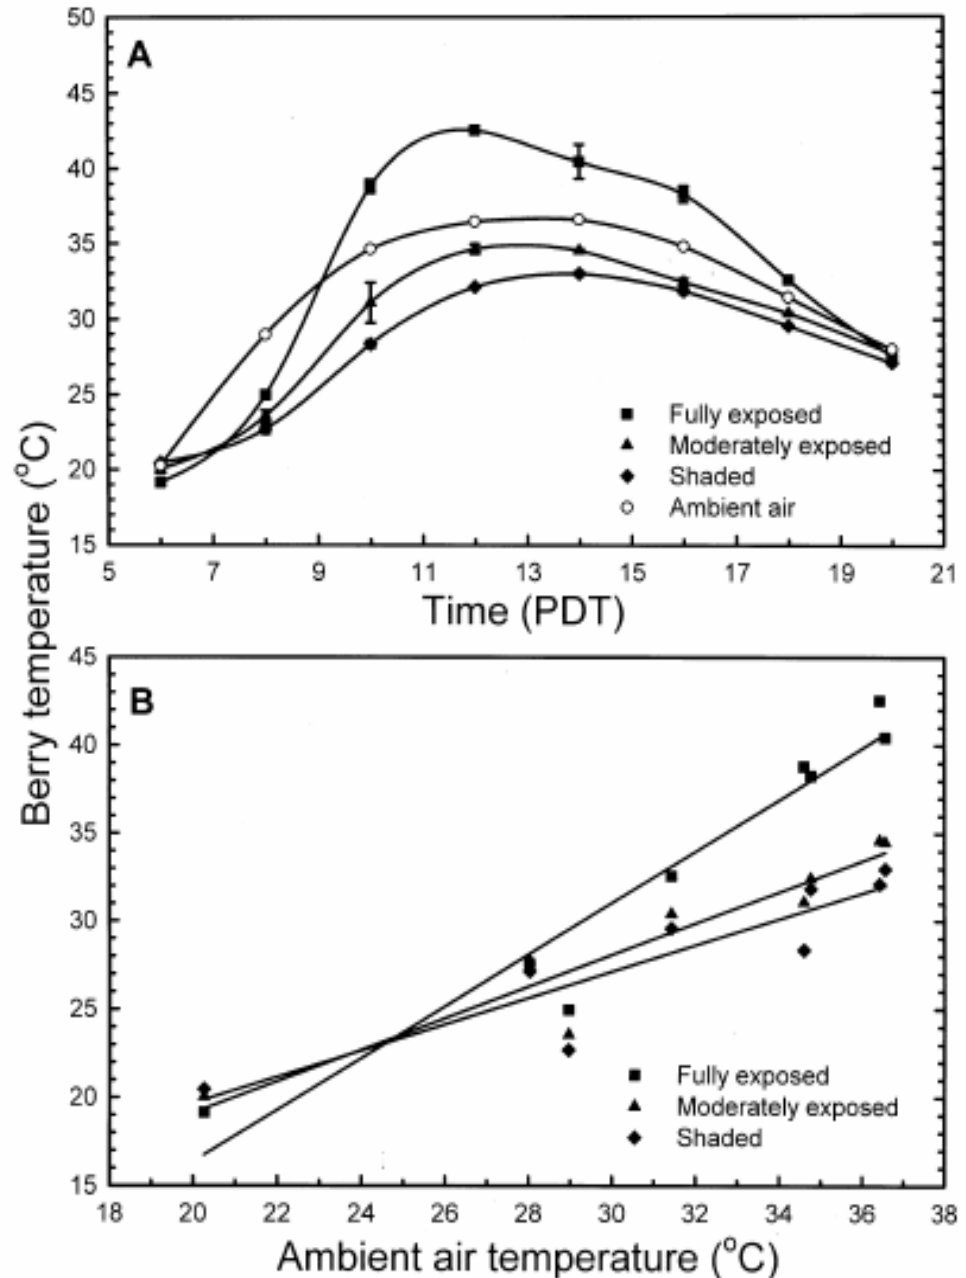 A
50
45
40
35
30
25
20
15
Fully exposed
Moderately exposed
Shaded
Ambient air
5 7 9 11 13 15 17 19 21
Time (PDT)
Berry temperature (°C)
B
45
40
35
30
25
20
15
Fully exposed
Moderately exposed
Shaded
18 20 22 24 26 28 30 32 34 36 38
Ambient air temperature (°C)